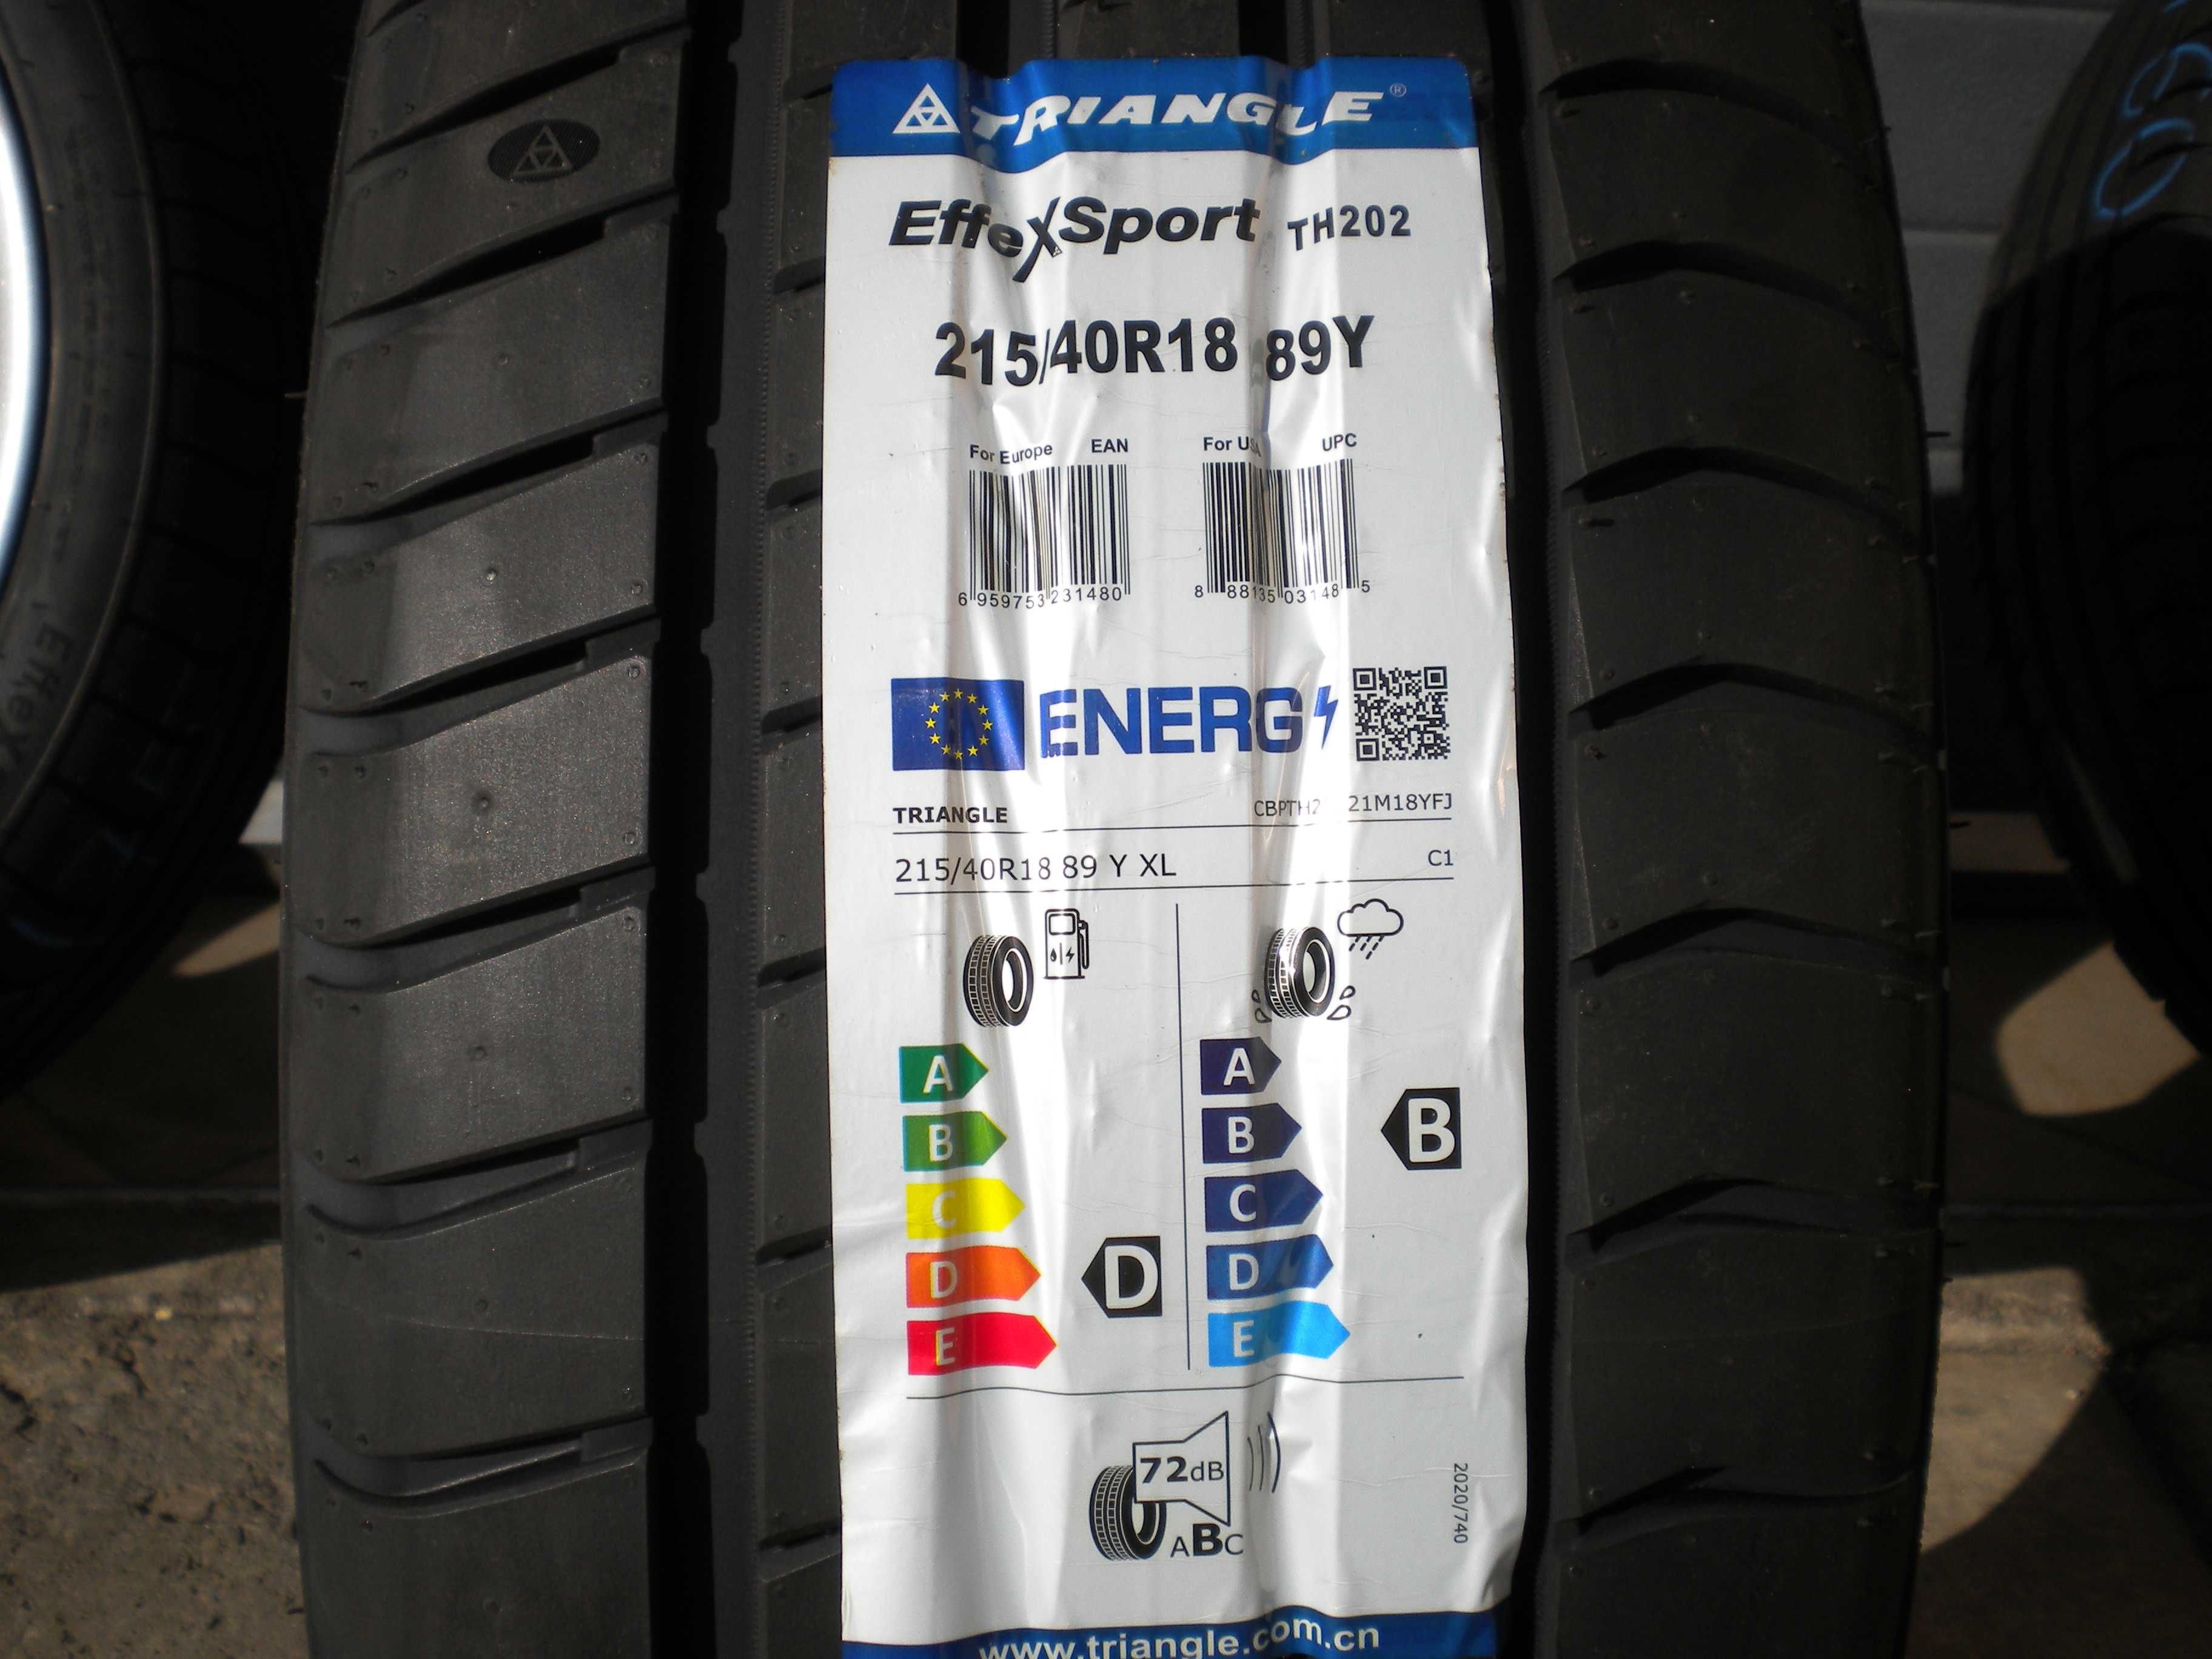 TRIANGLE®
EffeXSport TH202
215/40R18 89Y
For Europe EAN
For USA UPC
6 959753 231480
8 88135 03148 5
ENERG
TRIANGLE
21M18YFJ
215/40R18 89 Y XL
C1
A
B
C
D
E
D
A
B
C
D
E
B
72dB
ABC
2020/740
www.triangle.com.cn